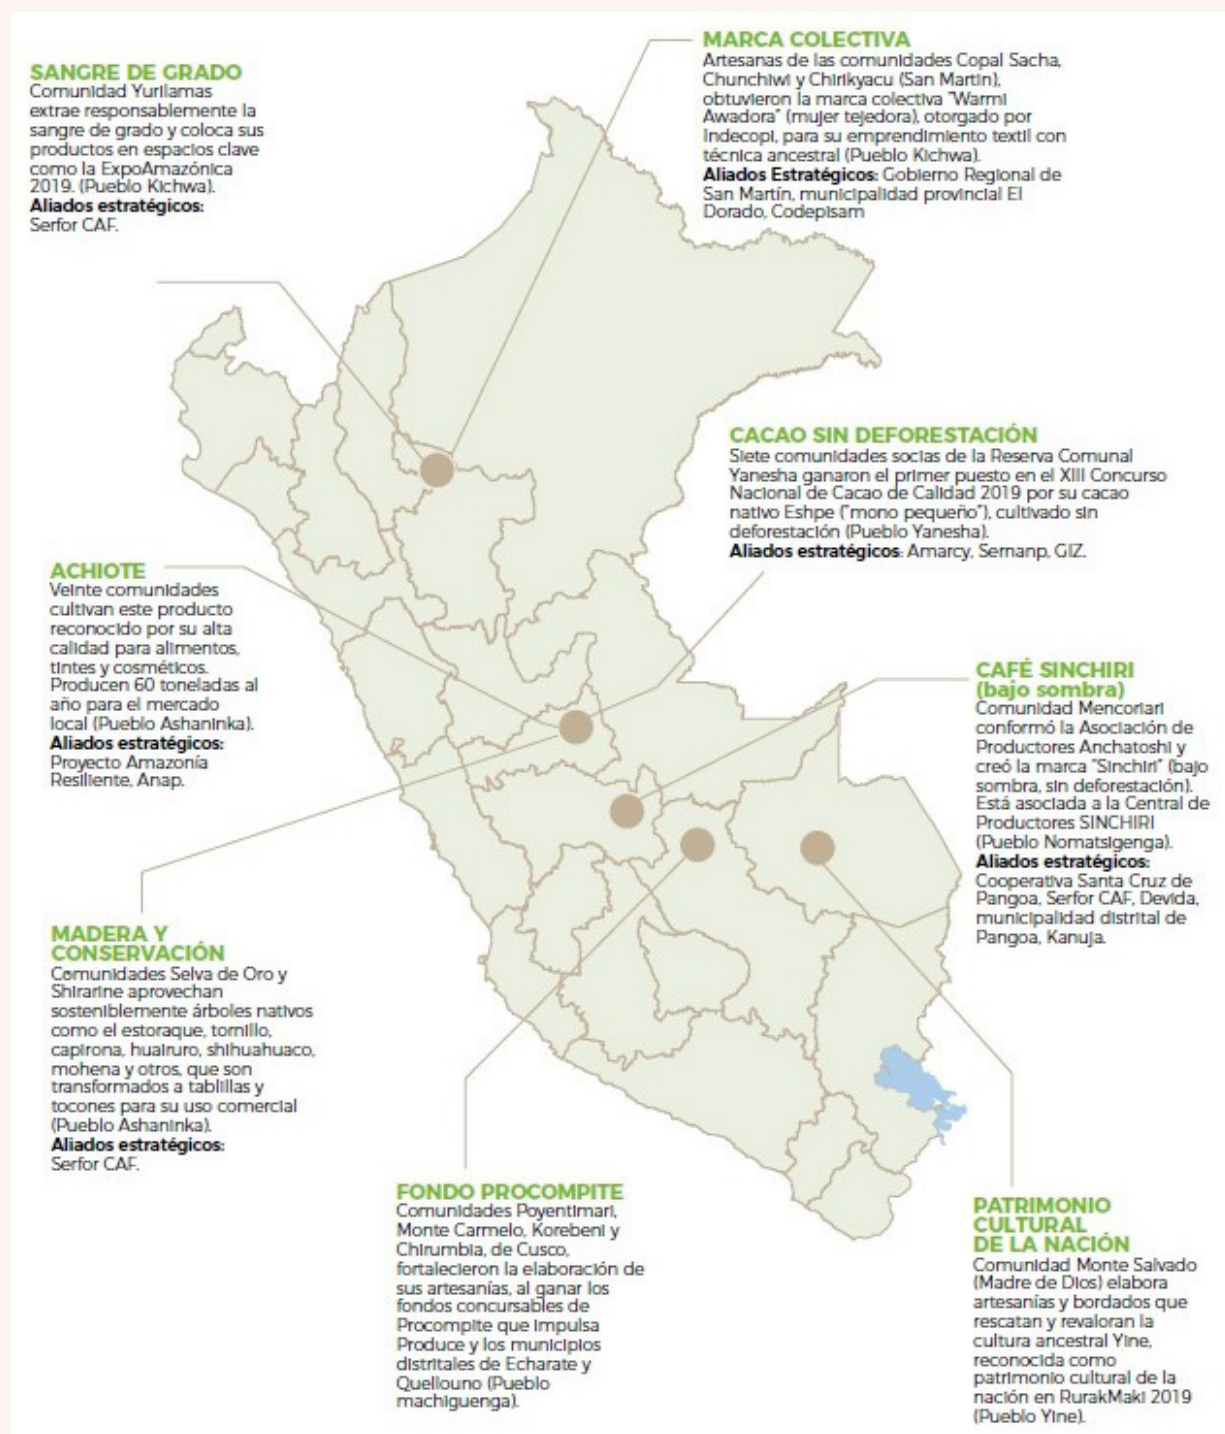 SANGRE DE GRADO
Comunidad Yurilamas
extrae responsablemente la
sangre de grado y coloca sus
productos en espacios clave
como la ExpoAmazónica
2019. (Pueblo Kichwa).
Aliados estratégicos:
Serfor CAF.
MARCA COLECTIVA
Artesanas de las comunidades Copal Sacha,
Chunchiwi y Chirikyacu (San Martín),
obtuvieron la marca colectiva "Warmi
Awadora" (mujer tejedora), otorgado por
Indecopi, para su emprendimiento textil con
técnica ancestral (Pueblo Kichwa).
Aliados Estratégicos: Gobierno Regional de
San Martín, municipalidad provincial El
Dorado, Codepisam
CACAO SIN DEFORESTACIÓN
Siete comunidades socias de la Reserva Comunal
Yanesha ganaron el primer puesto en el XIII Concurso
Nacional de Cacao de Calidad 2019 por su cacao
nativo Eshpe ("mono pequeño"), cultivado sin
deforestación (Pueblo Yanesha).
Aliados estratégicos: Amarcy, Sernanp, GIZ.
ACHIOTE
Veinte comunidades
cultivan este producto
reconocido por su alta
calidad para alimentos,
tintes y cosméticos.
Producen 60 toneladas al
año para el mercado
local (Pueblo Ashaninka).
Aliados estratégicos:
Proyecto Amazonía
Resiliente, Anap.
CAFÉ SINCHIRI
(bajo sombra)
Comunidad Mencoriari
conformó la Asociación de
Productores Anchatoshi y
creó la marca "Sinchiri" (bajo
sombra, sin deforestación).
Está asociada a la Central de
Productores SINCHIRI
(Pueblo Nomatsigenga).
Aliados estratégicos:
Cooperativa Santa Cruz de
Pangoa, Serfor CAF, Devida,
municipalidad distrital de
Pangoa, Kanuja.
MADERA Y
CONSERVACIÓN
Comunidades Selva de Oro y
Shirarine aprovechan
sosteniblemente árboles nativos
como el estoraque, tornillo,
capirona, huairuro, shihuahuaco,
mohena y otros, que son
transformados a tablillas y
tocones para su uso comercial
(Pueblo Ashaninka).
Aliados estratégicos:
Serfor CAF.
FONDO PROCOMPITE
Comunidades Poyentimari,
Monte Carmelo, Korebeni y
Chirumbia, de Cusco,
fortalecieron la elaboración de
sus artesanías, al ganar los
fondos concursables de
Procompite que impulsa
Produce y los municipios
distritales de Echarate y
Quellouno (Pueblo
machiguenga).
PATRIMONIO
CULTURAL
DE LA NACIÓN
Comunidad Monte Salvado
(Madre de Dios) elabora
artesanías y bordados que
rescatan y revaloran la
cultura ancestral Yine,
reconocida como
patrimonio cultural de la
nación en RurakMaki 2019
(Pueblo Yine).